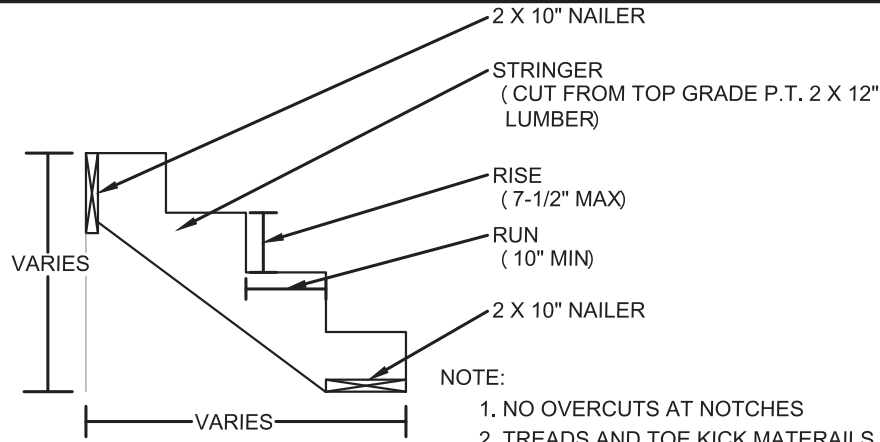 2 X 10" NAILER
STRINGER
( CUT FROM TOP GRADE P.T. 2 X 12"
LUMBER)
RISE
( 7-1/2" MAX)
RUN
( 10" MIN)
VARIES
2 X 10" NAILER
NOTE:
1. NO OVERCUTS AT NOTCHES
VARIES
2. TREADS AND TOE KICK MATERAILS